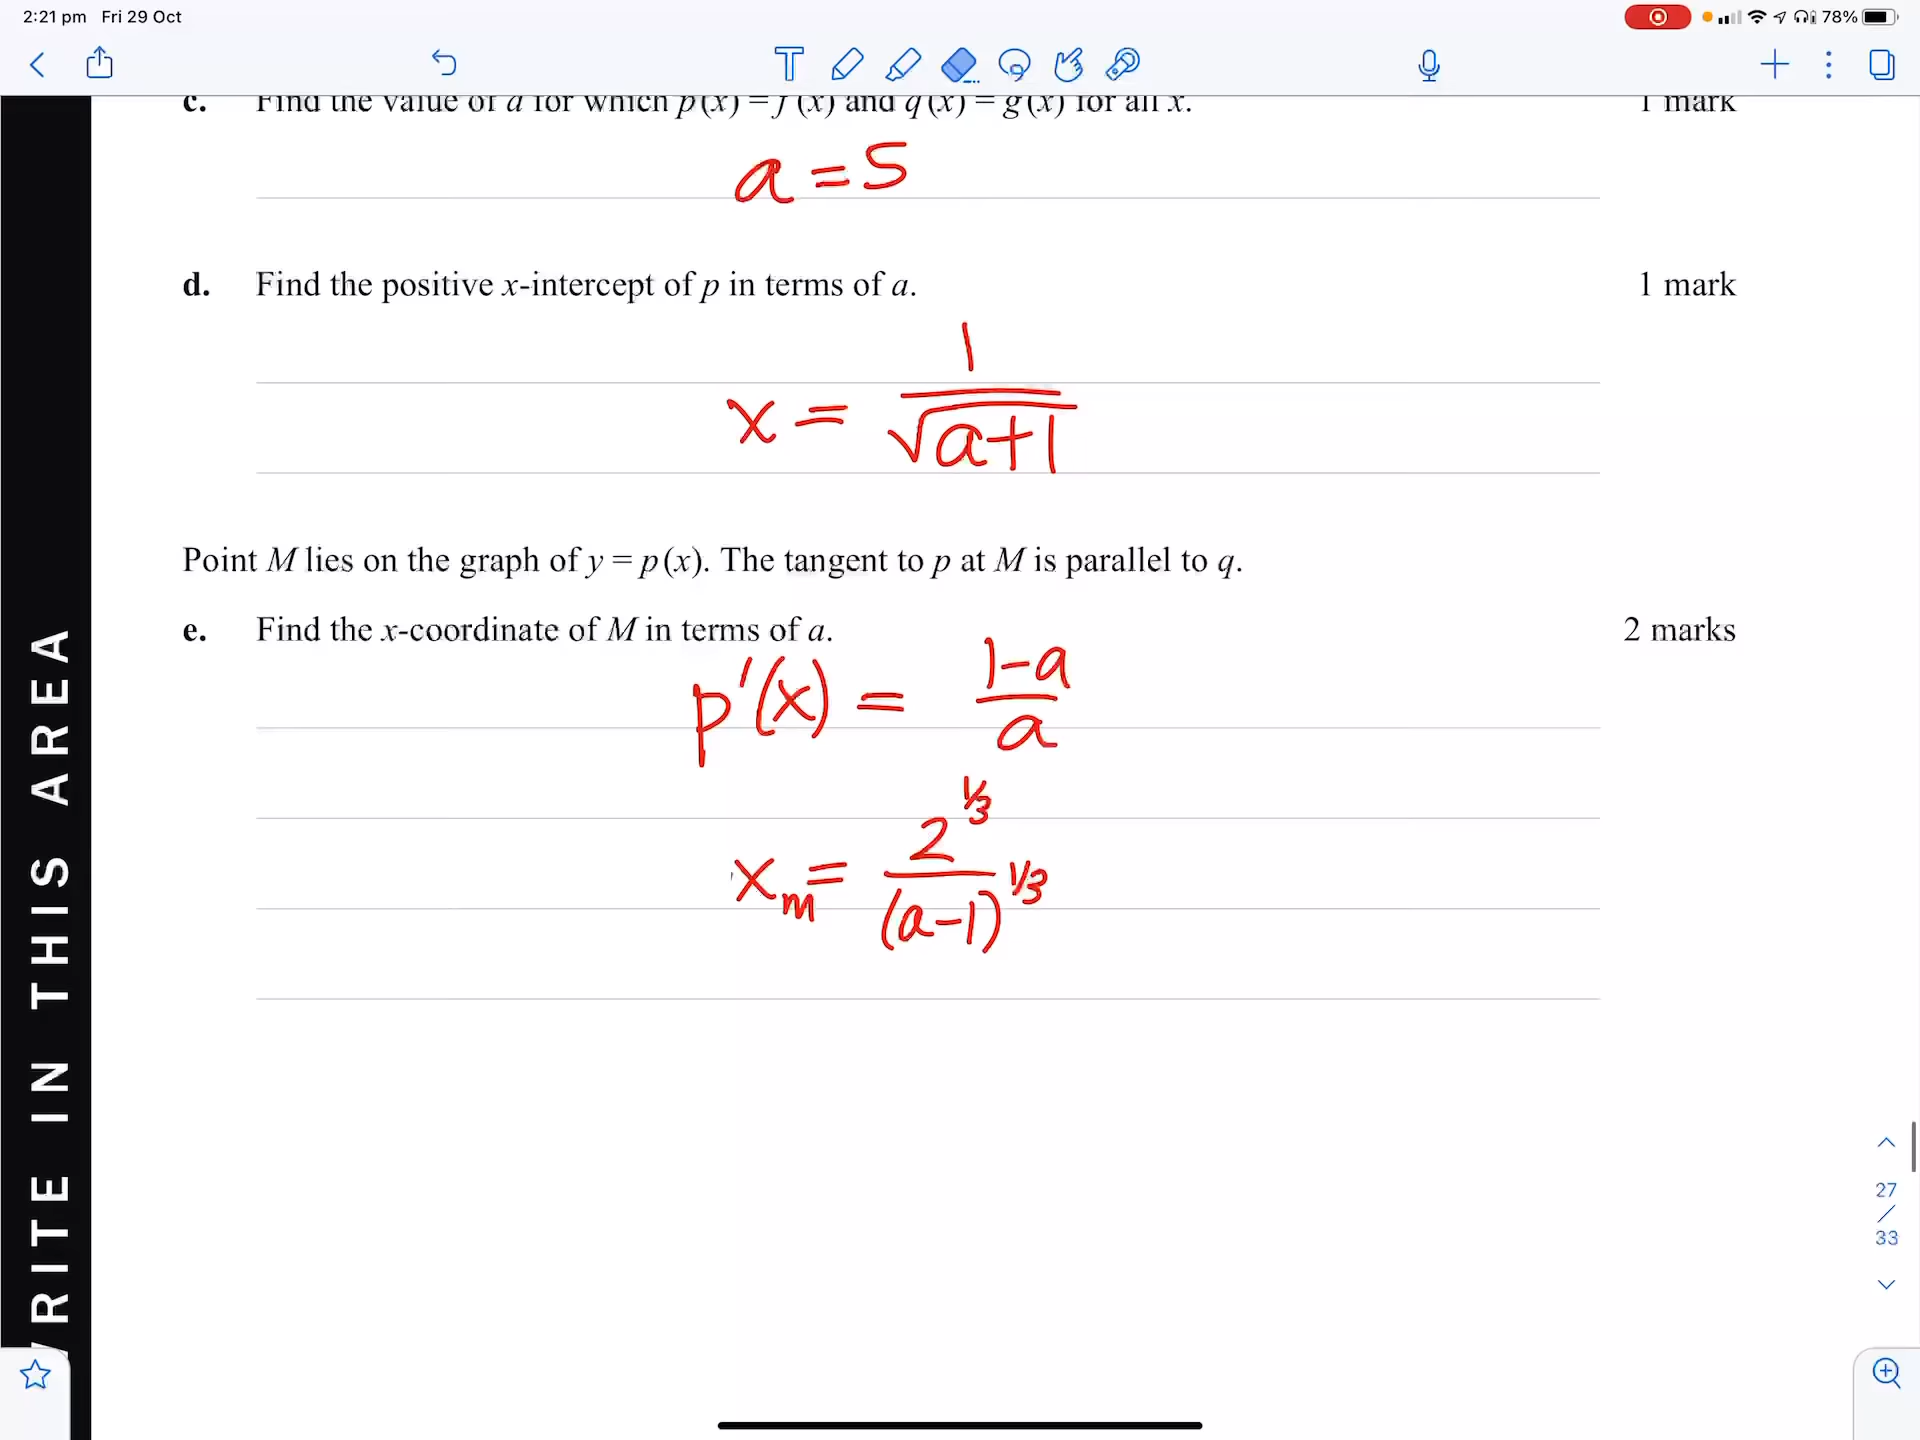 2:21 pm Fri 29 Oct 78%
c. Find the value of a for which p(x) = f(x) and q(x) = g(x) for all x. 1 mark
a = 5
d. Find the positive x-intercept of p in terms of a. 1 mark
x = 1/√(a+1)
Point M lies on the graph of y = p(x). The tangent to p at M is parallel to q.
e. Find the x-coordinate of M in terms of a. 2 marks
p'(x) = (1-a)/a
x_m = 2^(1/3)/(a-1)^(1/3)
RITE IN THIS AREA
27
/
33